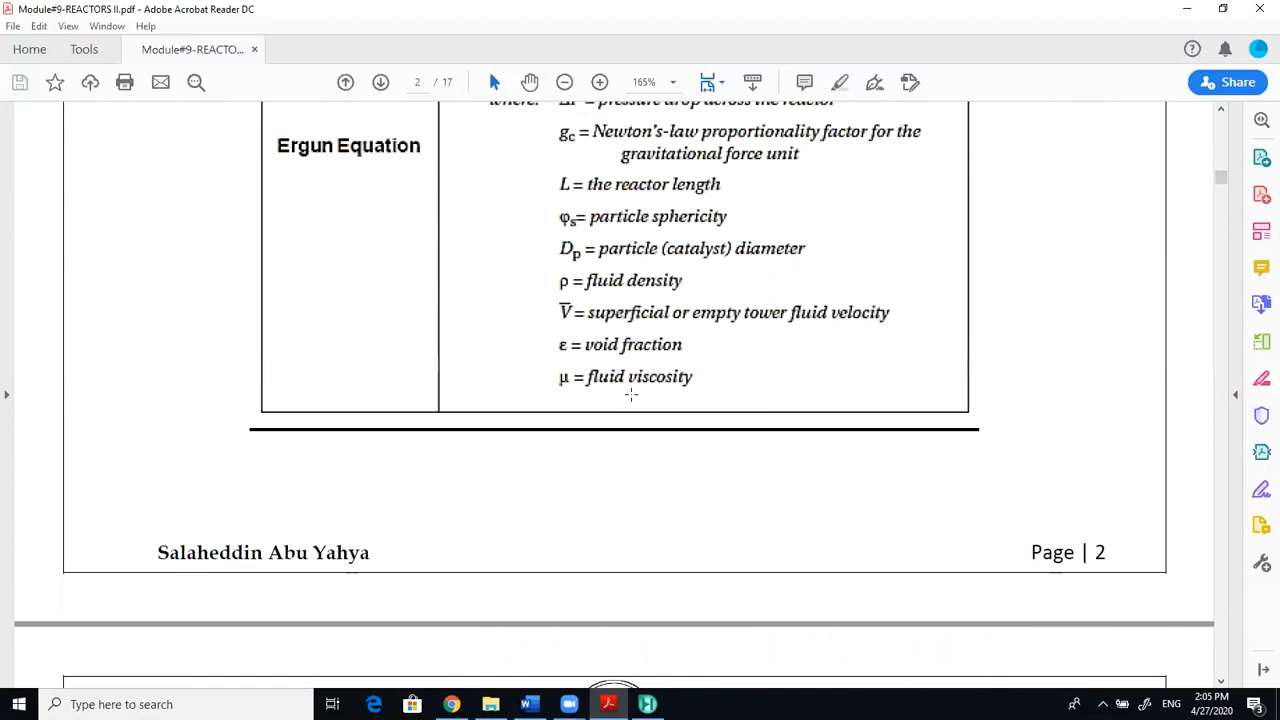 Module#9-REACTORS II.pdf - Adobe Acrobat Reader DC
File Edit View Window Help
Home Tools Module#9-REACTO... ×
2 / 17 165% Share
where: ΔP = pressure drop across the reactor
Ergun Equation
g_c = Newton's-law proportionality factor for the
gravitational force unit
L = the reactor length
φ_s= particle sphericity
D_p = particle (catalyst) diameter
ρ = fluid density
V̅ = superficial or empty tower fluid velocity
ε = void fraction
μ = fluid viscosity
Salaheddin Abu Yahya Page | 2
Type here to search
ENG
2:05 PM
4/27/2020
3